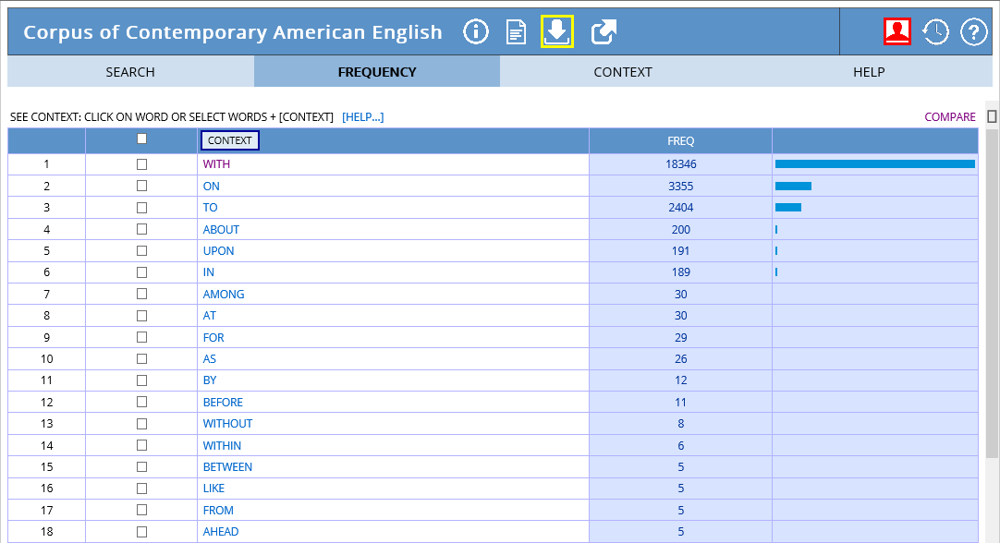 Corpus of Contemporary American English
SEARCH FREQUENCY CONTEXT HELP
SEE CONTEXT: CLICK ON WORD OR SELECT WORDS + [CONTEXT] [HELP...] COMPARE
CONTEXT FREQ
1 WITH 18346
2 ON 3355
3 TO 2404
4 ABOUT 200
5 UPON 191
6 IN 189
7 AMONG 30
8 AT 30
9 FOR 29
10 AS 26
11 BY 12
12 BEFORE 11
13 WITHOUT 8
14 WITHIN 6
15 BETWEEN 5
16 LIKE 5
17 FROM 5
18 AHEAD 5